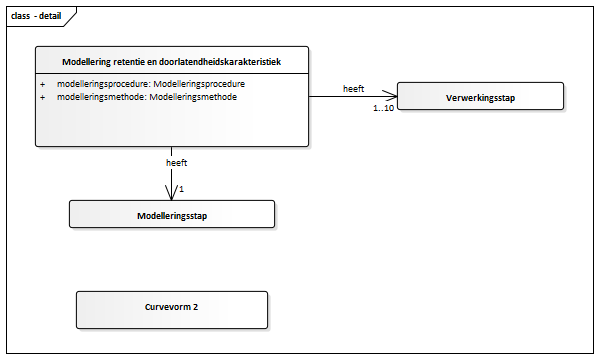 class - detail
Modellering retentie en doorlatendheidskarakteristiek
+ modelleringsprocedure: Modelleringsprocedure
+ modelleringsmethode: Modelleringsmethode
heeft
1..10
Verwerkingsstap
heeft
1
Modelleringsstap
Curvevorm 2